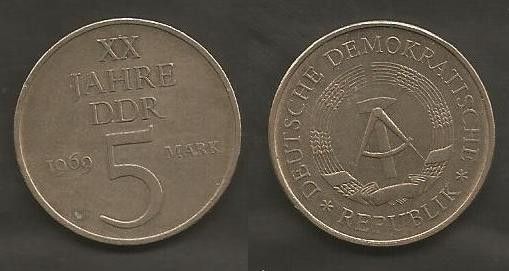 XX
JAHRE
DDR
1969 5 MARK
DEUTSCHE DEMOKRATISCHE
* REPUBLIK *